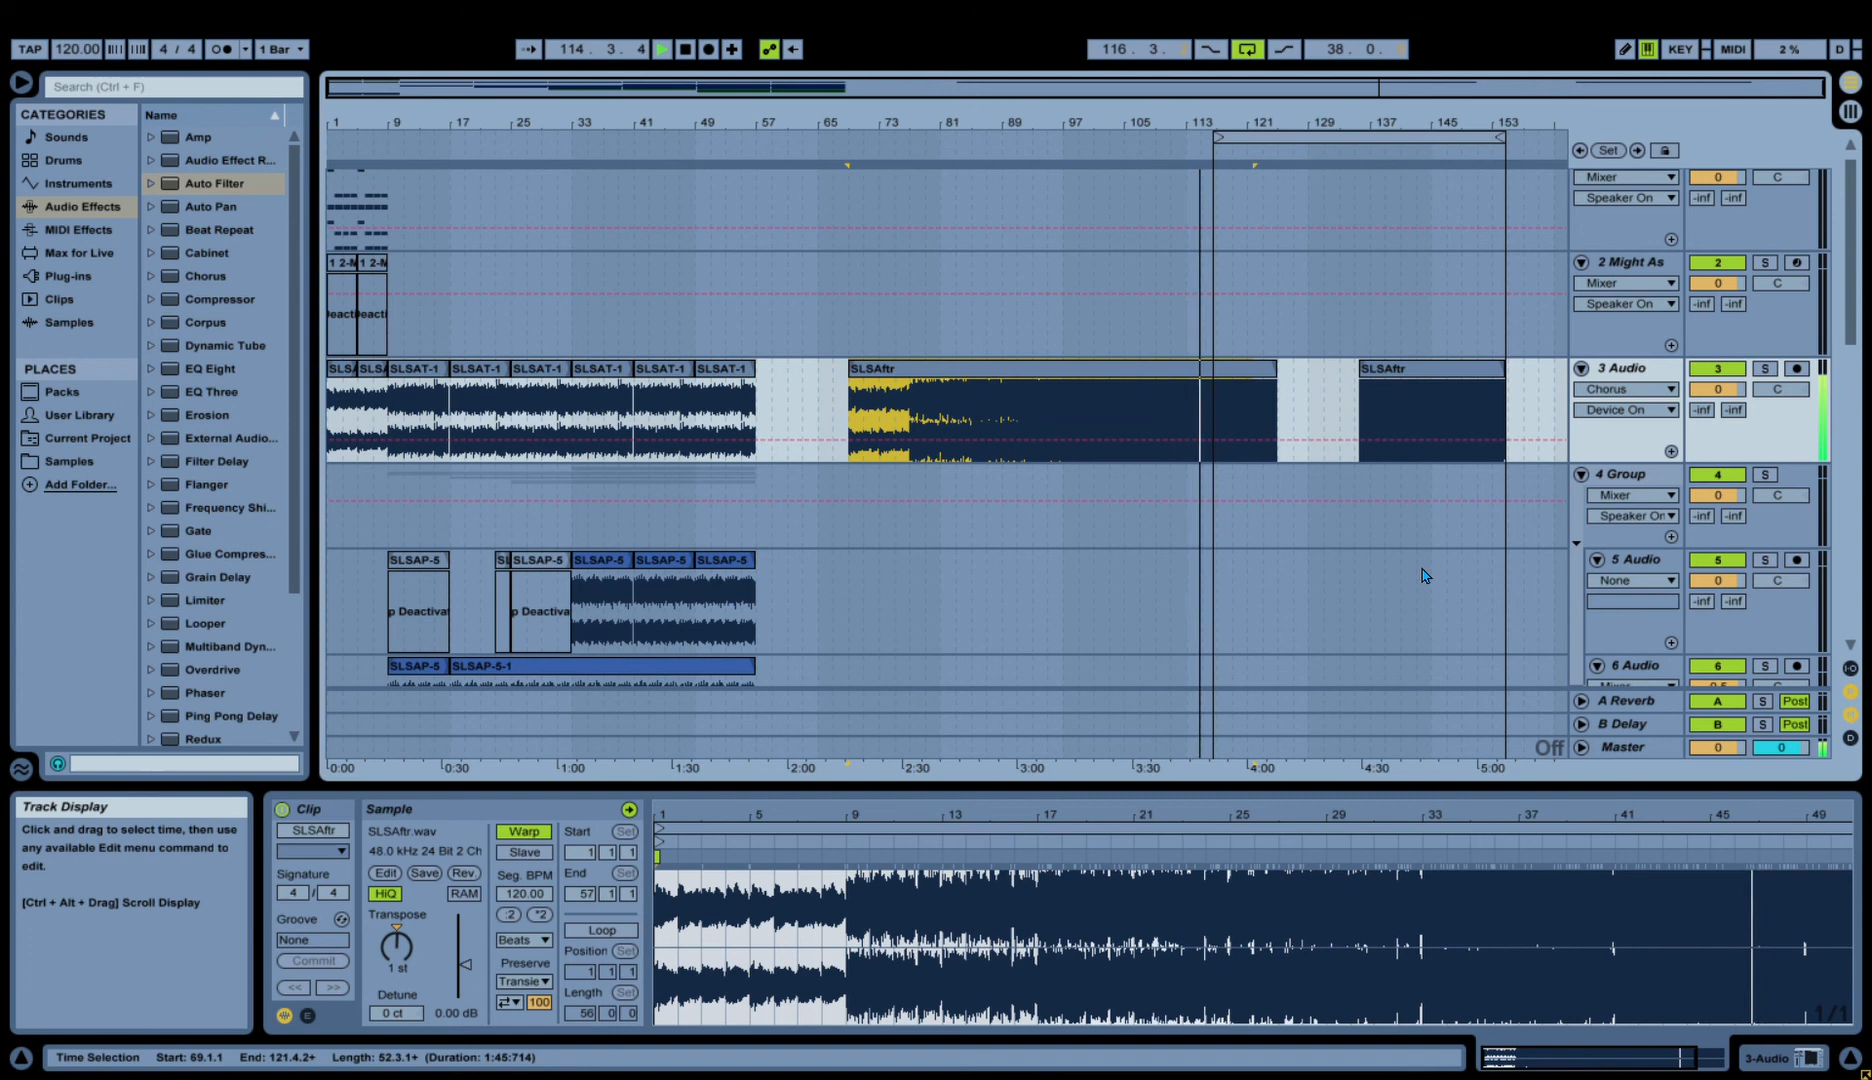 TAP 120.00 4 / 4 1 Bar 114. 3. 4 116. 3. 38. 0. KEY MIDI 2 % D
Search (Ctrl + F)
CATEGORIES
Sounds
Drums
Instruments
Audio Effects
MIDI Effects
Max for Live
Plug-ins
Clips
Samples
PLACES
Packs
User Library
Current Project
Samples
Add Folder...
Name
Amp
Audio Effect R...
Auto Filter
Auto Pan
Beat Repeat
Cabinet
Chorus
Compressor
Corpus
Dynamic Tube
EQ Eight
EQ Three
Erosion
External Audio...
Filter Delay
Flanger
Frequency Shi...
Gate
Glue Compres...
Grain Delay
Limiter
Looper
Multiband Dyn...
Overdrive
Phaser
Ping Pong Delay
Redux
1 9 17 25 33 41 49 57 65 73 81 89 97 105 113 121 129 137 145 153
Set
Mixer 0 C
Speaker On -inf -inf
1 2-M 1 2-M
2 Might As 2 S
Mixer 0 C
Speaker On -inf -inf
SLSA SLSA SLSAT-1 SLSAT-1 SLSAT-1 SLSAT-1 SLSAT-1 SLSAT-1 SLSAftr SLSAftr
3 Audio 3 S
Chorus 0 C
Device On -inf -inf
4 Group 4 S
Mixer 0 C
Speaker On -inf -inf
SLSAP-5 SL SLSAP-5 SLSAP-5 SLSAP-5 SLSAP-5
p Deactivat p Deactiva
5 Audio 5 S
None 0 C
-inf -inf
SLSAP-5 SLSAP-5-1
6 Audio 6 S
Mixer -0.5 C
A Reverb A S Post
B Delay B S Post
Off
Master 0 0
0:00 0:30 1:00 1:30 2:00 2:30 3:00 3:30 4:00 4:30 5:00
Track Display
Click and drag to select time, then use
any available Edit menu command to
edit.
[Ctrl + Alt + Drag] Scroll Display
Clip
SLSAftr
Signature
4 / 4
Groove
None
Commit
<< >>
E
Sample
SLSAftr.wav
48.0 kHz 24 Bit 2 Ch
Edit Save Rev.
HiQ RAM
Transpose
1 st
Detune
0 ct 0.00 dB
Warp
Slave
Seg. BPM
120.00
:2 *2
Beats
Preserve
Transie
100
Start Set
1 1 1
End Set
57 1 1
Loop
Position Set
1 1 1
Length Set
56 0 0
1 5 9 13 17 21 25 29 33 37 41 45 49
1/1
Time Selection Start: 69.1.1 End: 121.4.2+ Length: 52.3.1+ (Duration: 1:45:714)
3-Audio